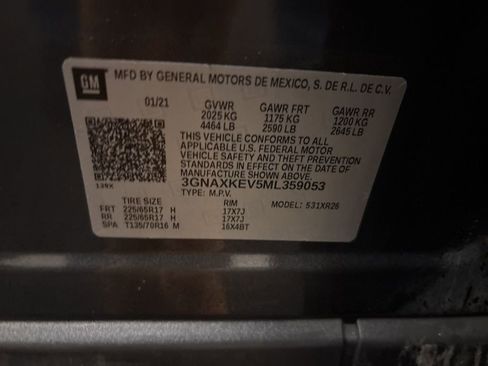 GM
MFD BY GENERAL MOTORS DE MEXICO, S. DE R.L. DE C.V.
01/21 GVWR GAWR FRT GAWR RR
2025 KG 1175 KG 1200 KG
4464 LB 2590 LB 2645 LB
THIS VEHICLE CONFORMS TO ALL
APPLICABLE U.S. FEDERAL MOTOR
VEHICLE SAFETY AND THEFT PREVENTION
STANDARDS IN EFFECT ON THE DATE OF
MANUFACTURE SHOWN ABOVE.
139X 3GNAXKEV5ML359053
TYPE: M.P.V. MODEL: 531XR26
TIRE SIZE RIM
FRT 225/65R17 H 17X7J
RR 225/65R17 H 17X7J
SPA T135/70R16 M 16X4BT